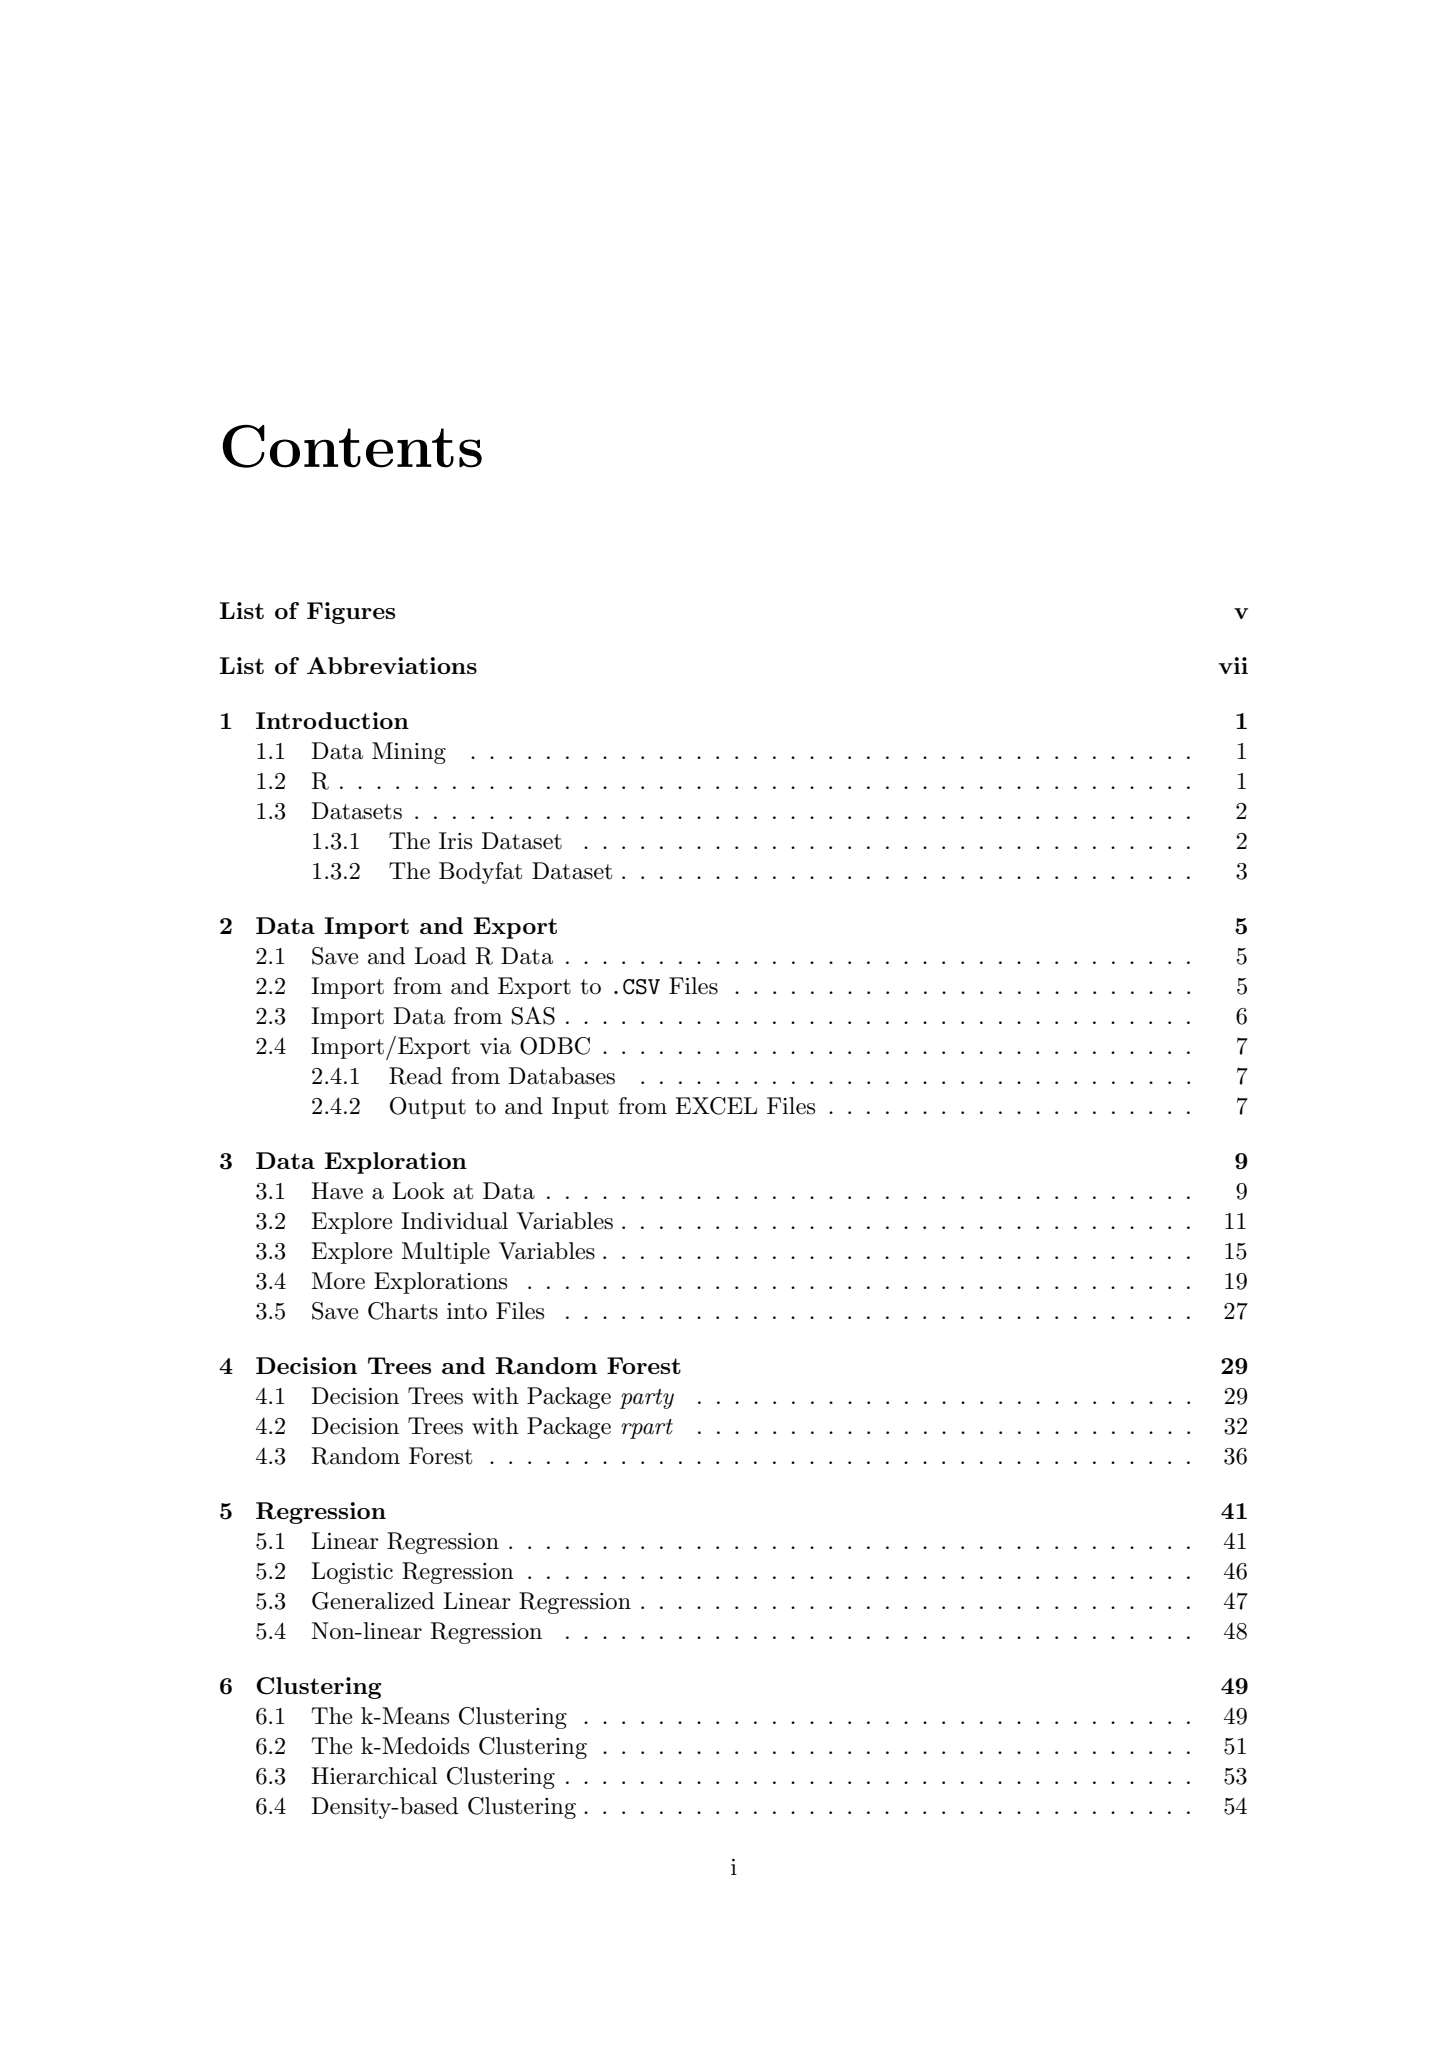 Contents
List of Figures v
List of Abbreviations vii
1 Introduction 1
1.1 Data Mining . . . . . . . . . . . . . . . . . . . . . . . . . . . . . . . . . . . . . . . 1
1.2 R . . . . . . . . . . . . . . . . . . . . . . . . . . . . . . . . . . . . . . . . . . . . . . 1
1.3 Datasets . . . . . . . . . . . . . . . . . . . . . . . . . . . . . . . . . . . . . . . . . . 2
1.3.1 The Iris Dataset . . . . . . . . . . . . . . . . . . . . . . . . . . . . . . . . . 2
1.3.2 The Bodyfat Dataset . . . . . . . . . . . . . . . . . . . . . . . . . . . . . . . 3
2 Data Import and Export 5
2.1 Save and Load R Data . . . . . . . . . . . . . . . . . . . . . . . . . . . . . . . . . . 5
2.2 Import from and Export to .CSV Files . . . . . . . . . . . . . . . . . . . . . . . . . 5
2.3 Import Data from SAS . . . . . . . . . . . . . . . . . . . . . . . . . . . . . . . . . . 6
2.4 Import/Export via ODBC . . . . . . . . . . . . . . . . . . . . . . . . . . . . . . . . 7
2.4.1 Read from Databases . . . . . . . . . . . . . . . . . . . . . . . . . . . . . . 7
2.4.2 Output to and Input from EXCEL Files . . . . . . . . . . . . . . . . . . . . 7
3 Data Exploration 9
3.1 Have a Look at Data . . . . . . . . . . . . . . . . . . . . . . . . . . . . . . . . . . . 9
3.2 Explore Individual Variables . . . . . . . . . . . . . . . . . . . . . . . . . . . . . . . 11
3.3 Explore Multiple Variables . . . . . . . . . . . . . . . . . . . . . . . . . . . . . . . . 15
3.4 More Explorations . . . . . . . . . . . . . . . . . . . . . . . . . . . . . . . . . . . . 19
3.5 Save Charts into Files . . . . . . . . . . . . . . . . . . . . . . . . . . . . . . . . . . 27
4 Decision Trees and Random Forest 29
4.1 Decision Trees with Package party . . . . . . . . . . . . . . . . . . . . . . . . . . . 29
4.2 Decision Trees with Package rpart . . . . . . . . . . . . . . . . . . . . . . . . . . . 32
4.3 Random Forest . . . . . . . . . . . . . . . . . . . . . . . . . . . . . . . . . . . . . . 36
5 Regression 41
5.1 Linear Regression . . . . . . . . . . . . . . . . . . . . . . . . . . . . . . . . . . . . . 41
5.2 Logistic Regression . . . . . . . . . . . . . . . . . . . . . . . . . . . . . . . . . . . . 46
5.3 Generalized Linear Regression . . . . . . . . . . . . . . . . . . . . . . . . . . . . . . 47
5.4 Non-linear Regression . . . . . . . . . . . . . . . . . . . . . . . . . . . . . . . . . . 48
6 Clustering 49
6.1 The k-Means Clustering . . . . . . . . . . . . . . . . . . . . . . . . . . . . . . . . . 49
6.2 The k-Medoids Clustering . . . . . . . . . . . . . . . . . . . . . . . . . . . . . . . . 51
6.3 Hierarchical Clustering . . . . . . . . . . . . . . . . . . . . . . . . . . . . . . . . . . 53
6.4 Density-based Clustering . . . . . . . . . . . . . . . . . . . . . . . . . . . . . . . . . 54
i